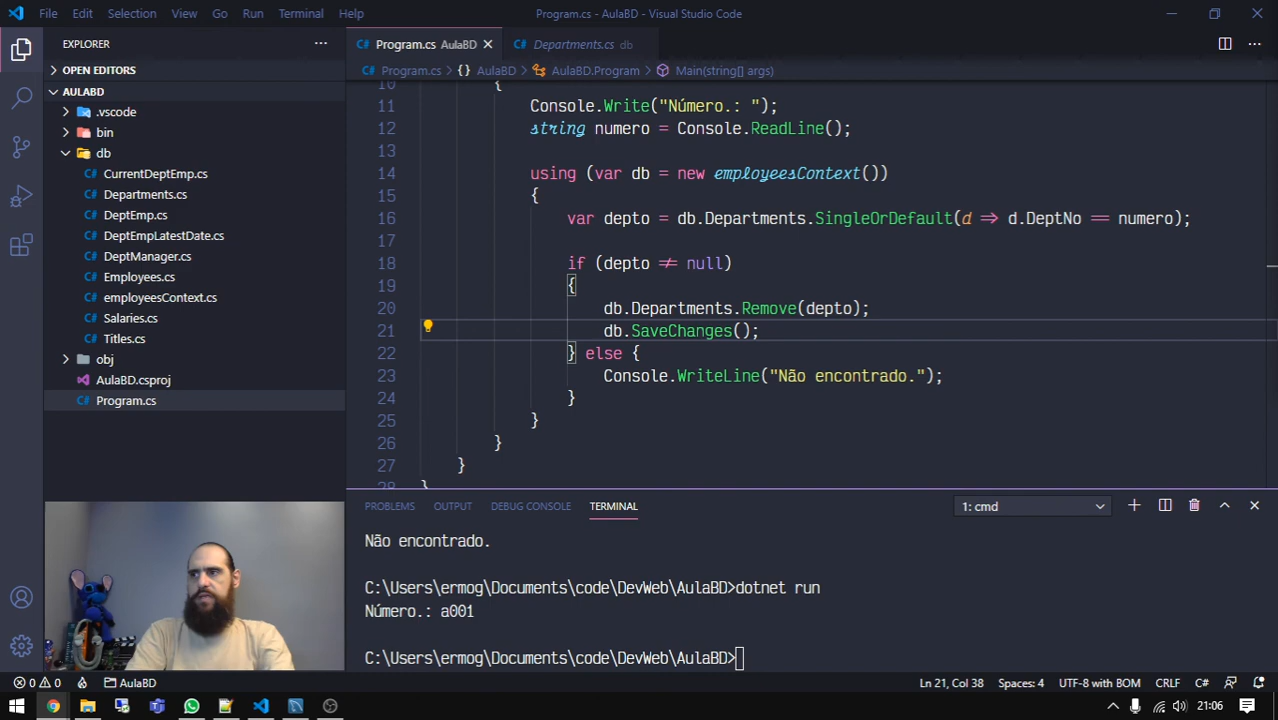 File Edit Selection View Go Run Terminal Help Program.cs - AulaBD - Visual Studio Code
EXPLORER
OPEN EDITORS
AULABD
.vscode
bin
db
CurrentDeptEmp.cs
Departments.cs
DeptEmp.cs
DeptEmpLatestDate.cs
DeptManager.cs
Employees.cs
employeesContext.cs
Salaries.cs
Titles.cs
obj
AulaBD.csproj
Program.cs
Program.cs AulaBD Departments.cs db
Program.cs > {} AulaBD > AulaBD.Program > Main(string[] args)
10 {
11 Console.Write("Número.: ");
12 string numero = Console.ReadLine();
13
14 using (var db = new employeesContext())
15 {
16 var depto = db.Departments.SingleOrDefault(d => d.DeptNo == numero);
17
18 if (depto != null)
19 {
20 db.Departments.Remove(depto);
21 db.SaveChanges();
22 } else {
23 Console.WriteLine("Não encontrado.");
24 }
25 }
26 }
27 }
28 }
PROBLEMS OUTPUT DEBUG CONSOLE TERMINAL 1: cmd
Não encontrado.
C:\Users\ermog\Documents\code\DevWeb\AulaBD>dotnet run
Número.: a001
C:\Users\ermog\Documents\code\DevWeb\AulaBD>
0 0 AulaBD Ln 21, Col 38 Spaces: 4 UTF-8 with BOM CRLF C#
21:06